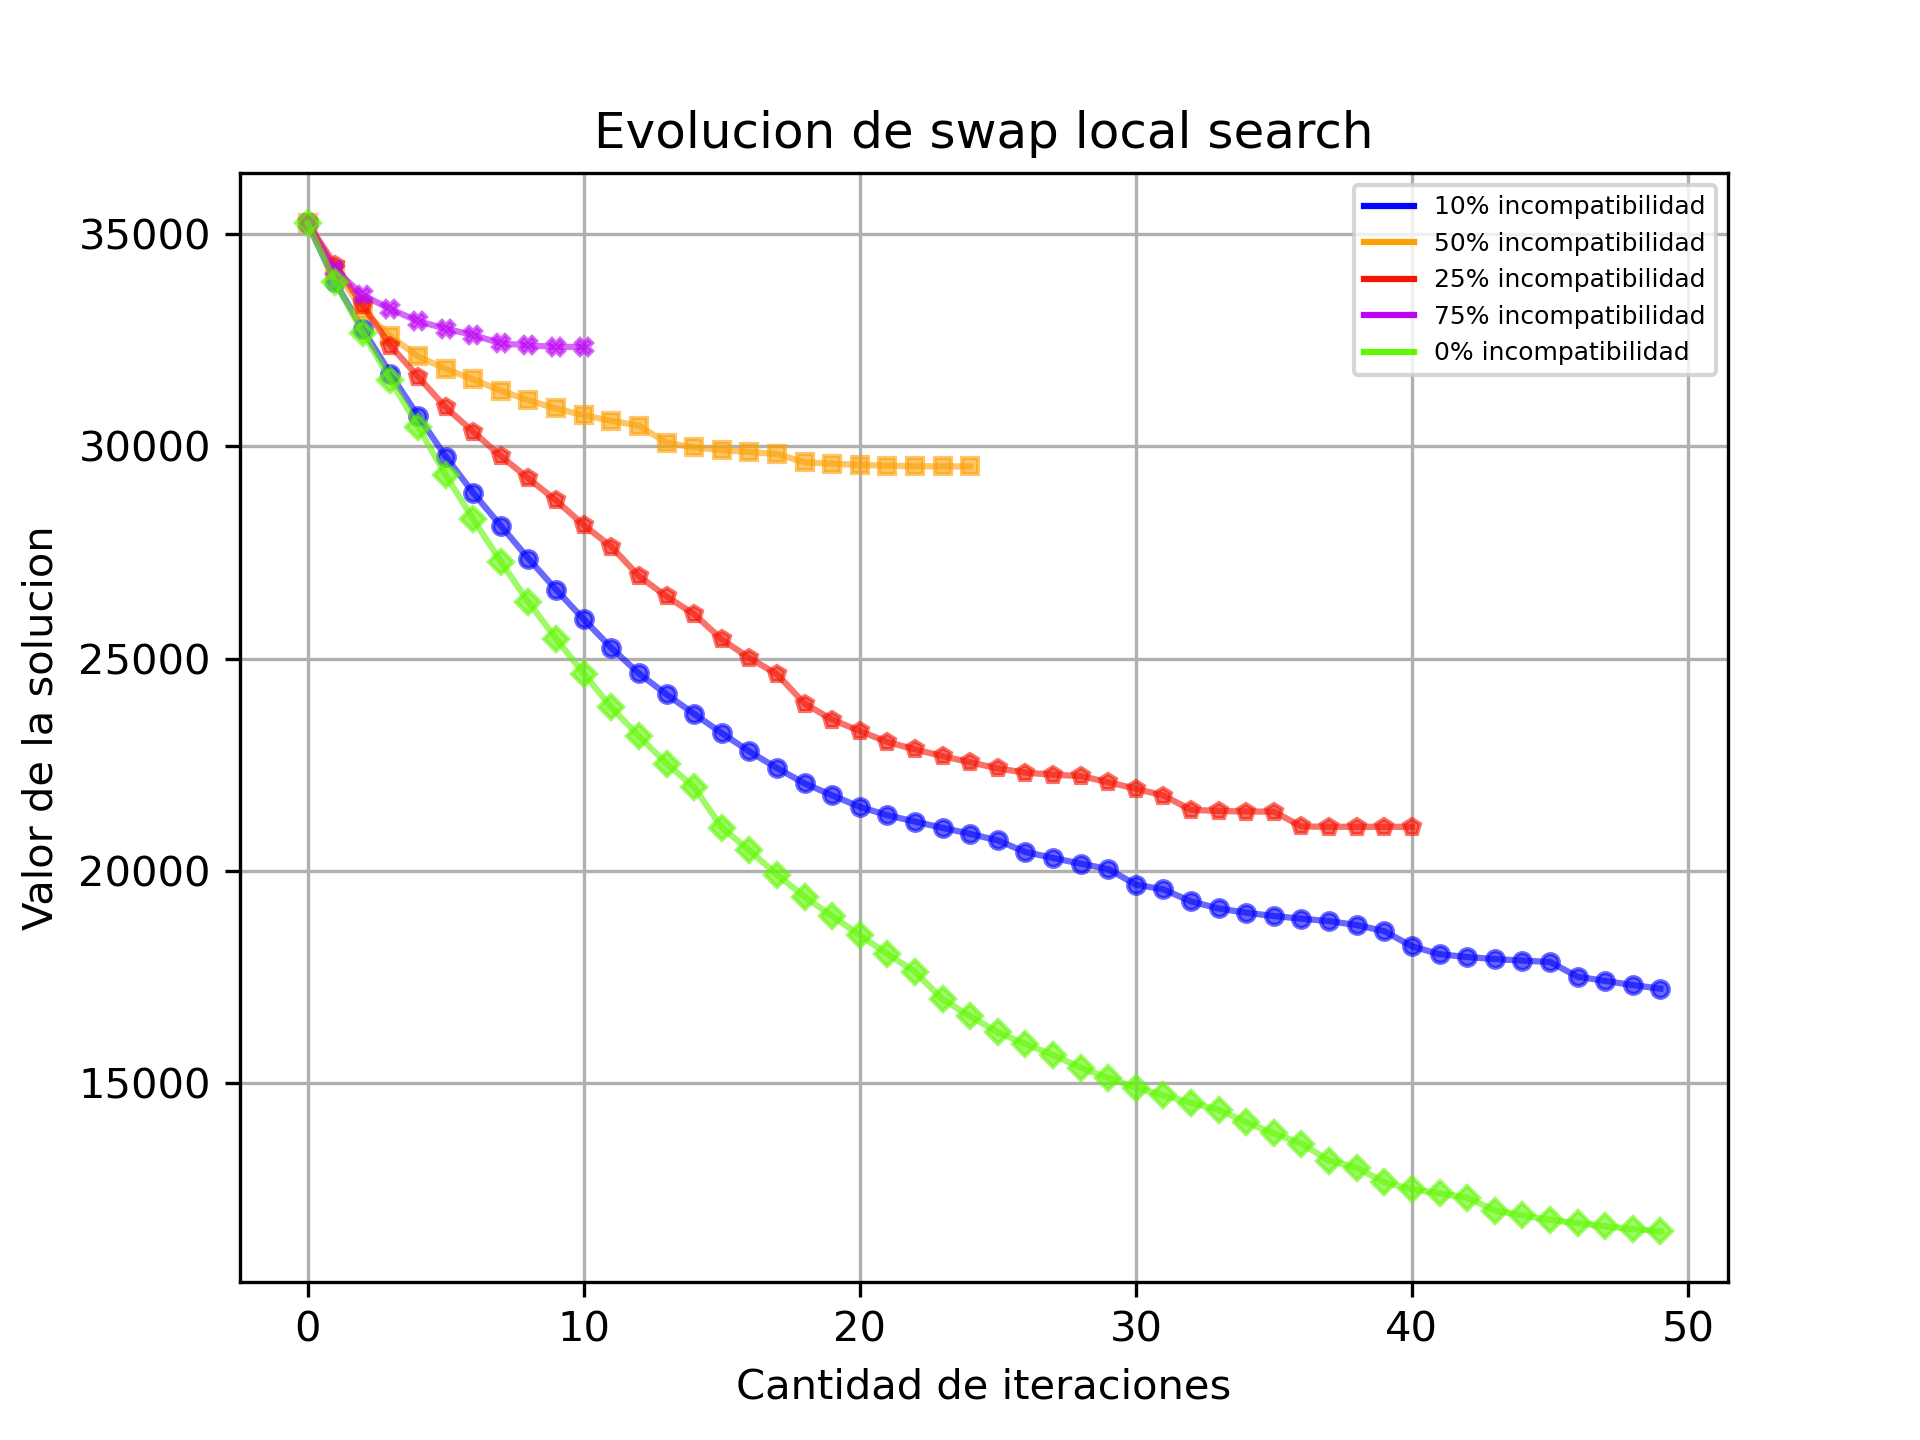 Evolucion de swap local search
10% incompatibilidad
50% incompatibilidad
25% incompatibilidad
75% incompatibilidad
0% incompatibilidad
35000
30000
25000
20000
15000
Valor de la solucion
0 10 20 30 40 50
Cantidad de iteraciones